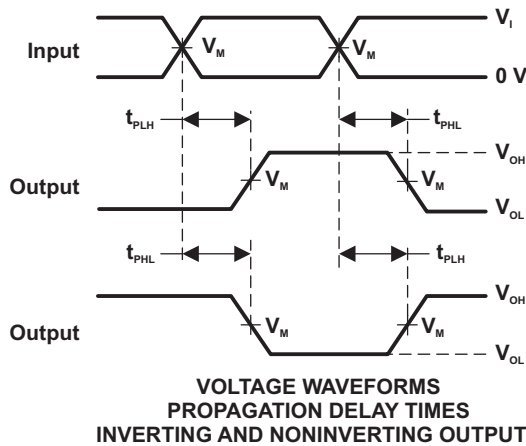 V_I
Input
V_M
V_M
0 V
t_PLH
t_PHL
V_OH
Output
V_M
V_M
V_OL
t_PHL
t_PLH
V_OH
Output
V_M
V_M
V_OL
VOLTAGE WAVEFORMS
PROPAGATION DELAY TIMES
INVERTING AND NONINVERTING OUTPUT